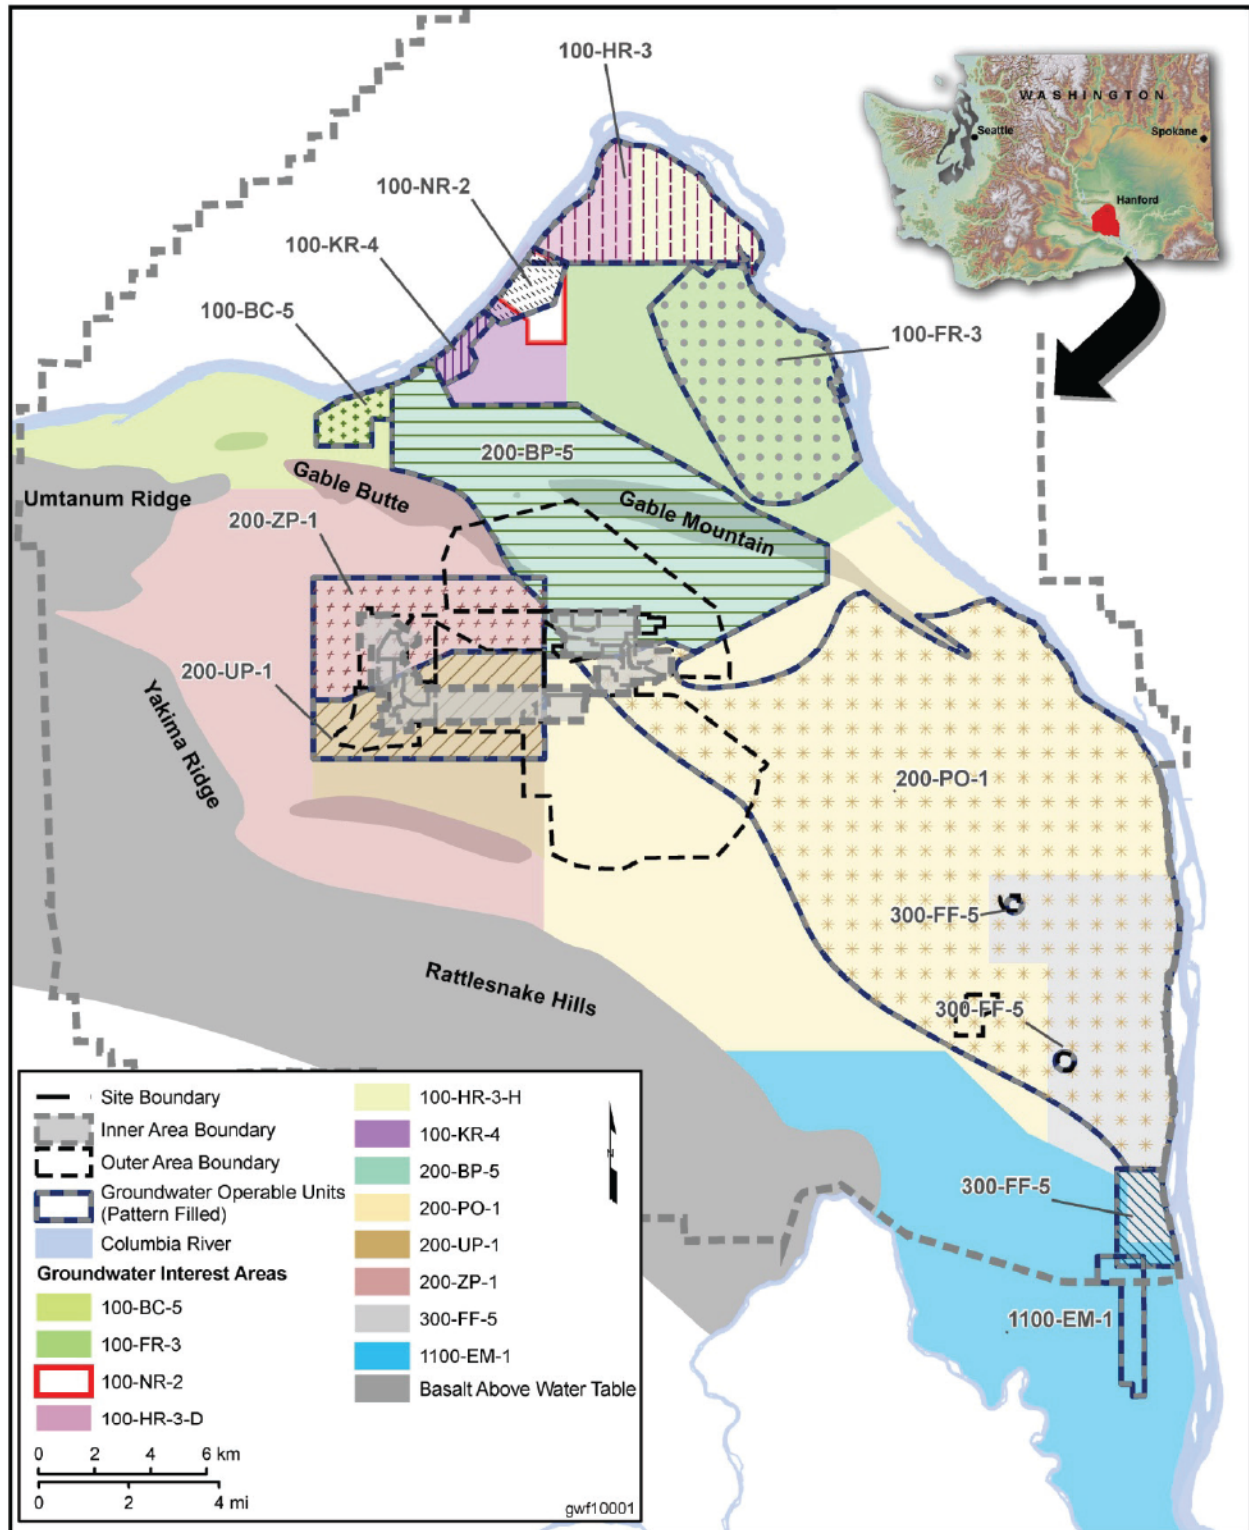 100-HR-3
WASHINGTON
Seattle
Spokane
Hanford
100-NR-2
100-KR-4
100-BC-5
100-FR-3
200-BP-5
Umtanum Ridge
Gable Butte
Gable Mountain
200-ZP-1
200-UP-1
Yakima Ridge
200-PO-1
300-FF-5
Rattlesnake Hills
300-FF-5
300-FF-5
1100-EM-1
Site Boundary
Inner Area Boundary
Outer Area Boundary
Groundwater Operable Units
(Pattern Filled)
Columbia River
Groundwater Interest Areas
100-BC-5
100-FR-3
100-NR-2
100-HR-3-D
100-HR-3-H
100-KR-4
200-BP-5
200-PO-1
200-UP-1
200-ZP-1
300-FF-5
1100-EM-1
Basalt Above Water Table
N
0 2 4 6 km
0 2 4 mi
gwf10001